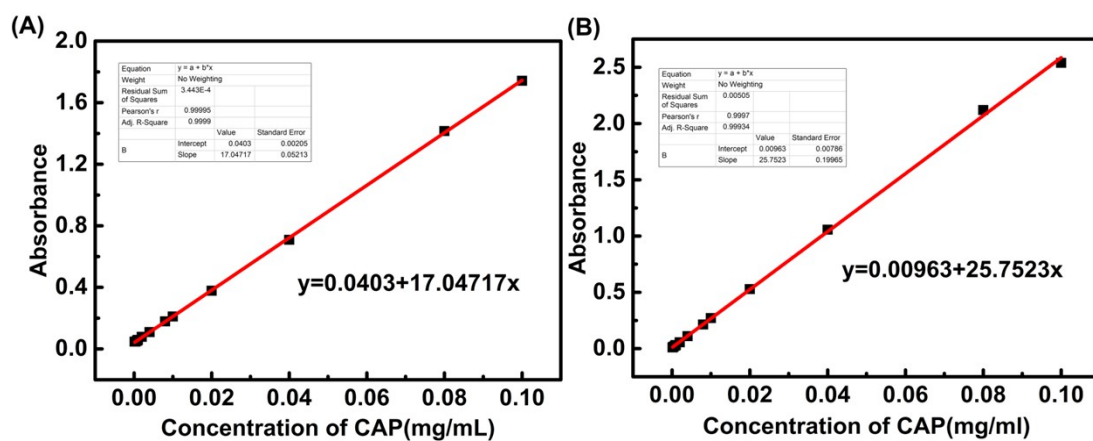 (A)
2.0
1.6
1.2
0.8
0.4
0.0
Absorbance
Equation y = a + b*x
Weight No Weighting
Residual Sum of Squares 3.443E-4
Pearson's r 0.99995
Adj. R-Square 0.9999
Value Standard Error
B Intercept 0.0403 0.00205
Slope 17.04717 0.05213
y=0.0403+17.04717x
0.00 0.02 0.04 0.06 0.08 0.10
Concentration of CAP(mg/mL)
(B)
2.5
2.0
1.5
1.0
0.5
0.0
Absorbance
Equation y = a + b*x
Weight No Weighting
Residual Sum of Squares 0.00505
Pearson's r 0.9997
Adj. R-Square 0.99934
Value Standard Error
B Intercept 0.00963 0.00786
Slope 25.7523 0.19965
y=0.00963+25.7523x
0.00 0.02 0.04 0.06 0.08 0.10
Concentration of CAP(mg/ml)